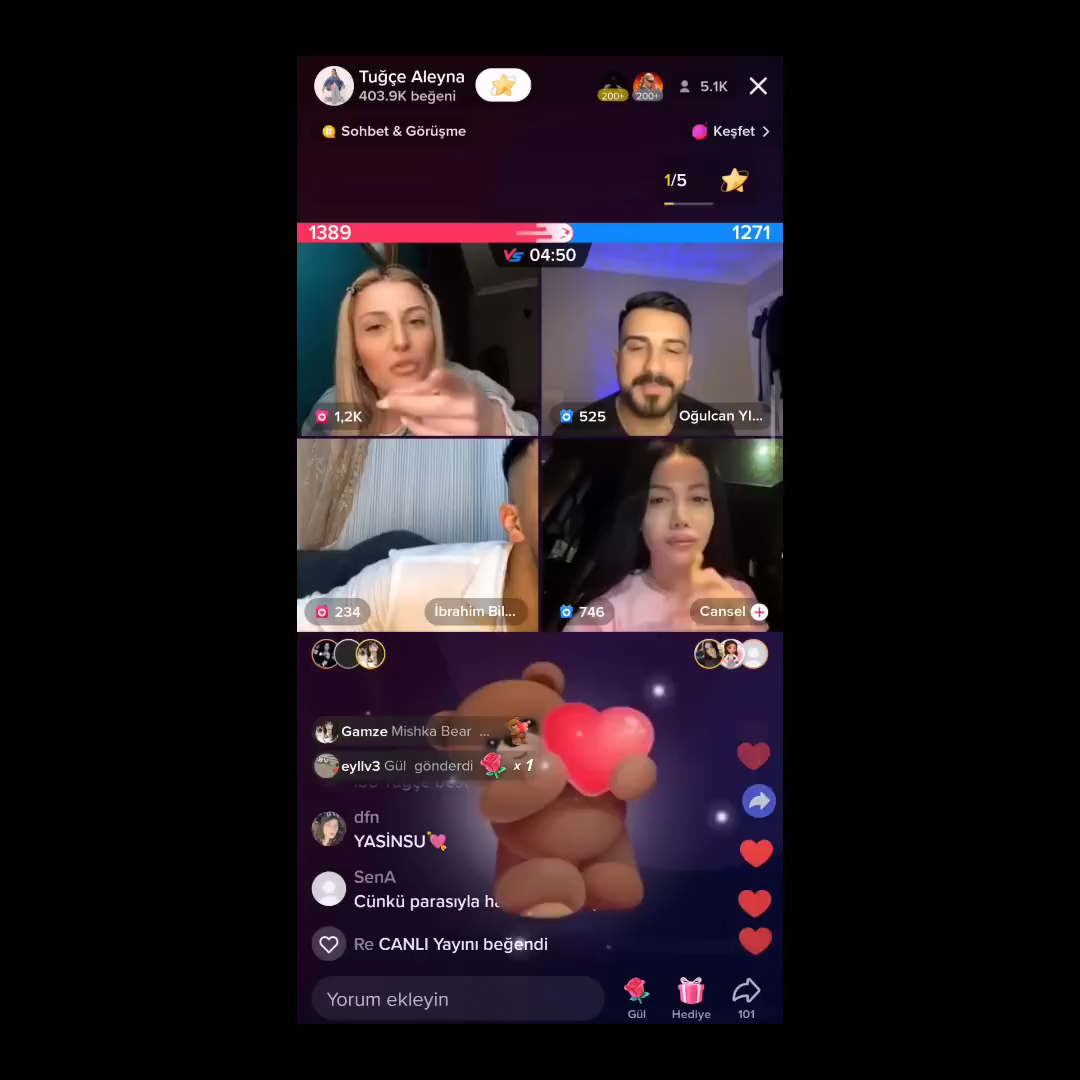 Tuğçe Aleyna
403.9K beğeni
200+
200+
5.1K
Sohbet & Görüşme
Keşfet
1/5
1389
1271
VS 04:50
1,2K
525
Oğulcan Yl...
234
İbrahim Bil...
746
Cansel
Gamze Mishka Bear ...
eyllv3 Gül gönderdi x 1
dfn
YASİNSU
SenA
Cünkü parasıyla
Re CANLI Yayını beğendi
Yorum ekleyin
Gül
Hediye
101